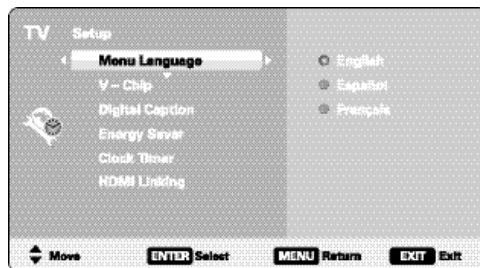 TV Setup
Menu Language English
V – Chip Español
Digital Caption Français
Energy Saver
Clock Timer
HDMI Linking
Move ENTER Select MENU Return EXIT Exit